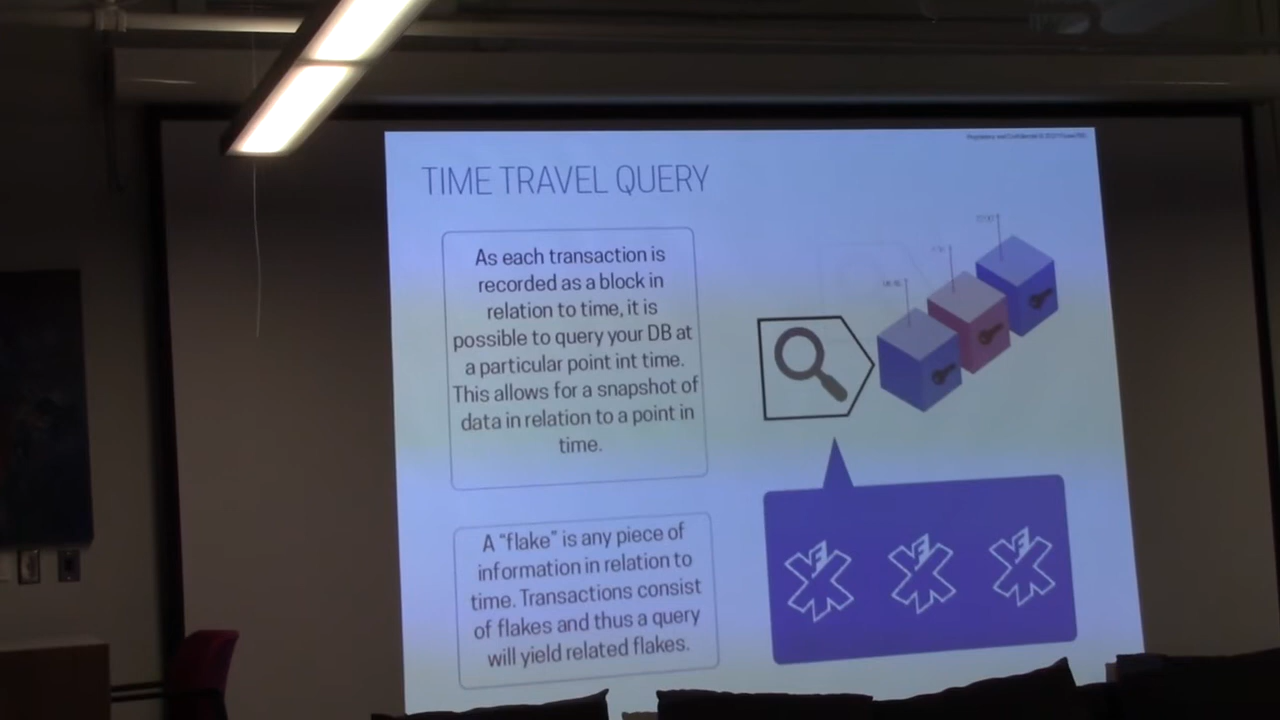 Proprietary and Confidential ©
TIME TRAVEL QUERY
As each transaction is
recorded as a block in
relation to time, it is
possible to query your DB at
a particular point int time.
This allows for a snapshot of
data in relation to a point in
time.
A “flake” is any piece of
information in relation to
time. Transactions consist
of flakes and thus a query
will yield related flakes.
F
F
F